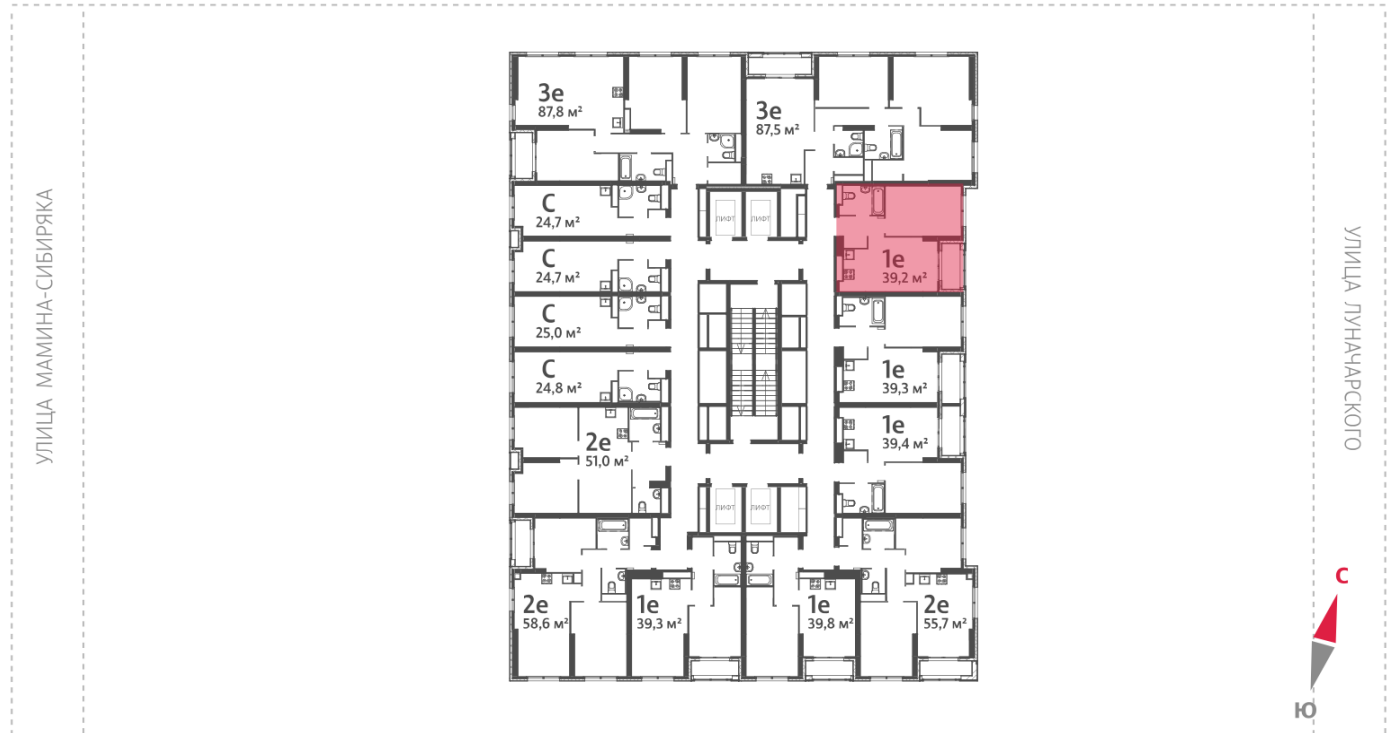 УЛИЦА МАМИНА-СИБИРЯКА
3е
87,8 м²
3е
87,5 м²
С
24,7 м²
ЛИФТ
ЛИФТ
1е
39,2 м²
С
24,7 м²
С
25,0 м²
С
24,8 м²
1е
39,3 м²
2е
51,0 м²
1е
39,4 м²
ЛИФТ
ЛИФТ
2е
58,6 м²
1е
39,3 м²
1е
39,8 м²
2е
55,7 м²
УЛИЦА ЛУНАЧАРСКОГО
С
Ю